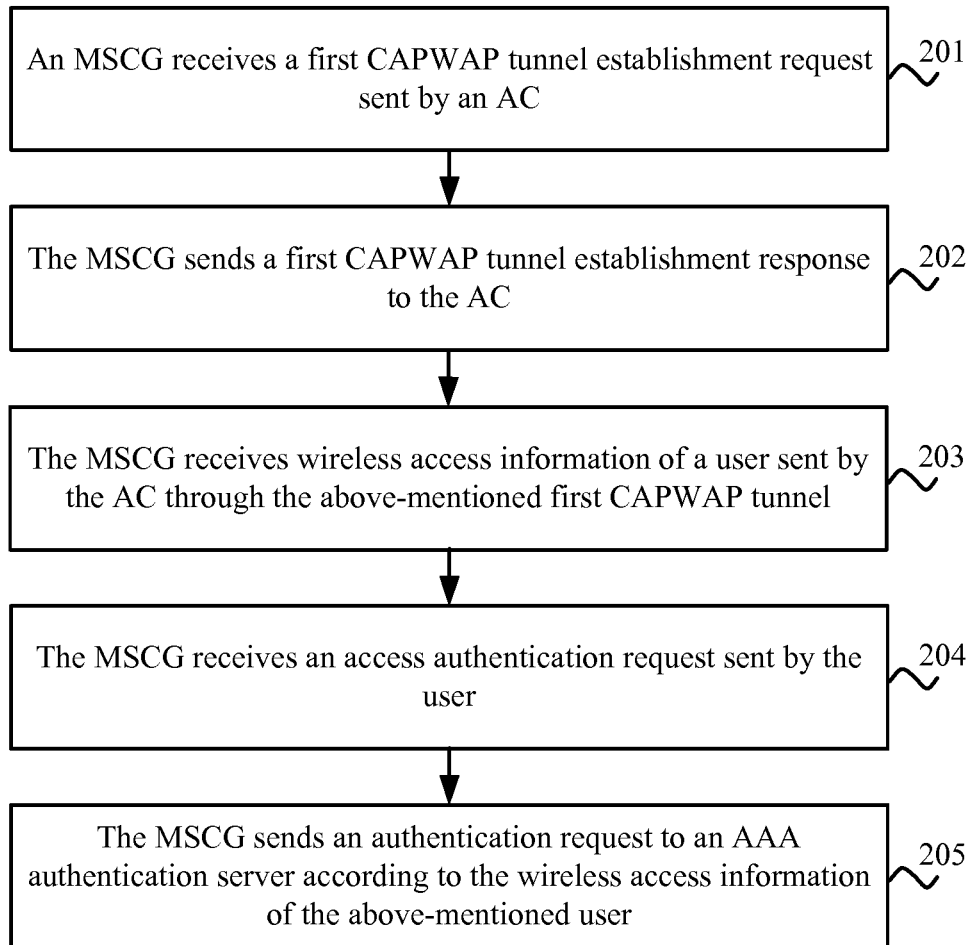 An MSCG receives a first CAPWAP tunnel establishment request
sent by an AC
201
The MSCG sends a first CAPWAP tunnel establishment response
to the AC
202
The MSCG receives wireless access information of a user sent by
the AC through the above-mentioned first CAPWAP tunnel
203
The MSCG receives an access authentication request sent by the
user
204
The MSCG sends an authentication request to an AAA
authentication server according to the wireless access information
of the above-mentioned user
205